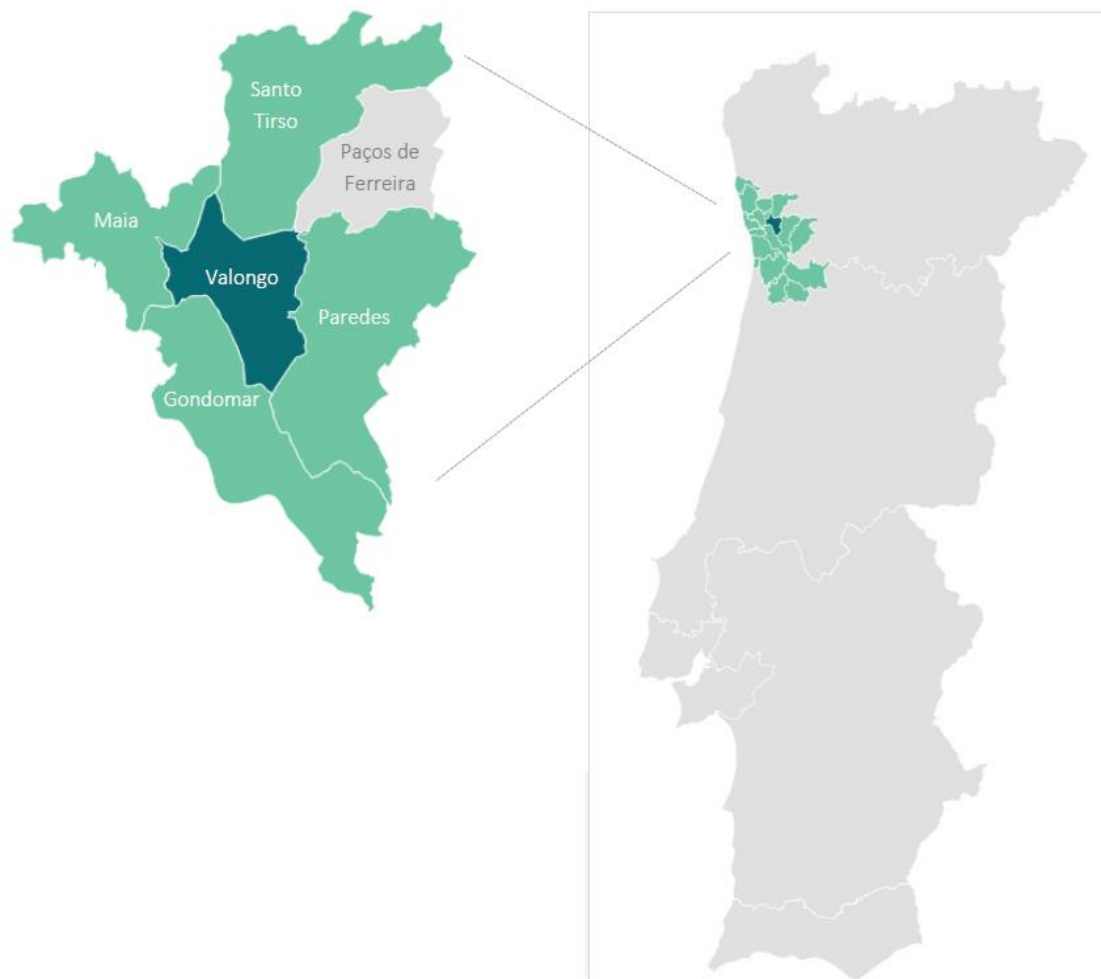 Santo
Tirso
Paços de
Ferreira
Maia
Valongo
Paredes
Gondomar